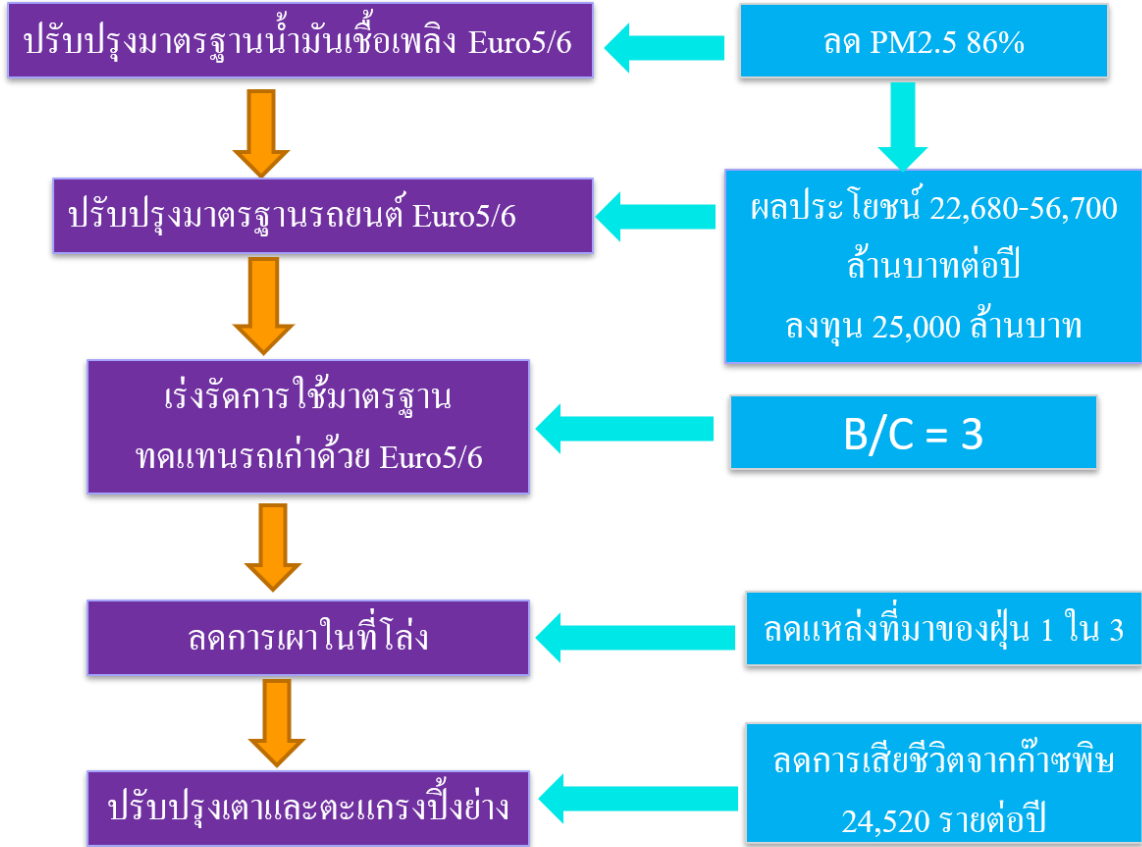 ปรับปรุงมาตรฐานน้ำมันเชื้อเพลิง Euro5/6
ลด PM2.5 86%
ปรับปรุงมาตรฐานรถยนต์ Euro5/6
ผลประโยชน์ 22,680-56,700
ล้านบาทต่อปี
ลงทุน 25,000 ล้านบาท
เร่งรัดการใช้มาตรฐาน
ทดแทนรถเก่าด้วย Euro5/6
B/C = 3
ลดการเผาในที่โล่ง
ลดแหล่งที่มาของฝุ่น 1 ใน 3
ปรับปรุงเตาและตะแกรงปิ้งย่าง
ลดการเสียชีวิตจากก๊าซพิษ
24,520 รายต่อปี